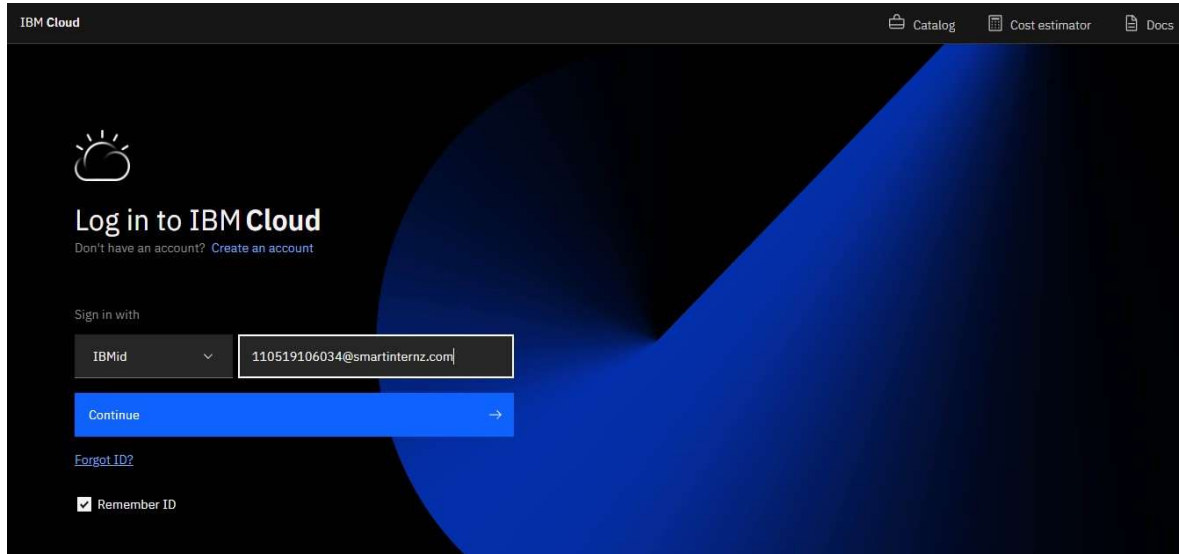 IBM Cloud Catalog Cost estimator Docs
Log in to IBM Cloud
Don't have an account? Create an account
Sign in with
IBMid 110519106034@smartinternz.com
Continue
Forgot ID?
Remember ID